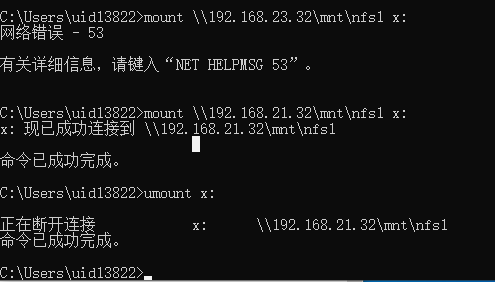 C:\Users\uid13822>mount \\192.168.23.32\mnt\nfs1 x:
网络错误 - 53
有关详细信息，请键入“NET HELPMSG 53”。
C:\Users\uid13822>mount \\192.168.21.32\mnt\nfs1 x:
x: 现已成功连接到 \\192.168.21.32\mnt\nfs1
命令已成功完成。
C:\Users\uid13822>umount x:
正在断开连接 x: \\192.168.21.32\mnt\nfs1
命令已成功完成。
C:\Users\uid13822>